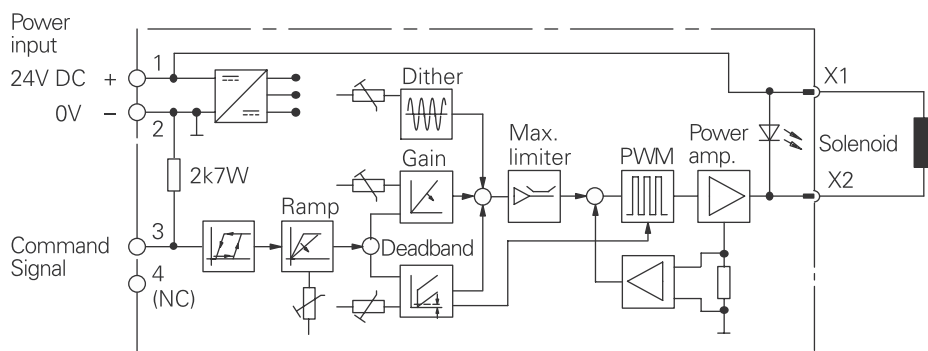 Power
input
24V DC +
0V −
1
2
2k7W
Command
Signal
3
4
(NC)
Ramp
Dither
Gain
Deadband
Max.
limiter
PWM
Power
amp.
X1
Solenoid
X2